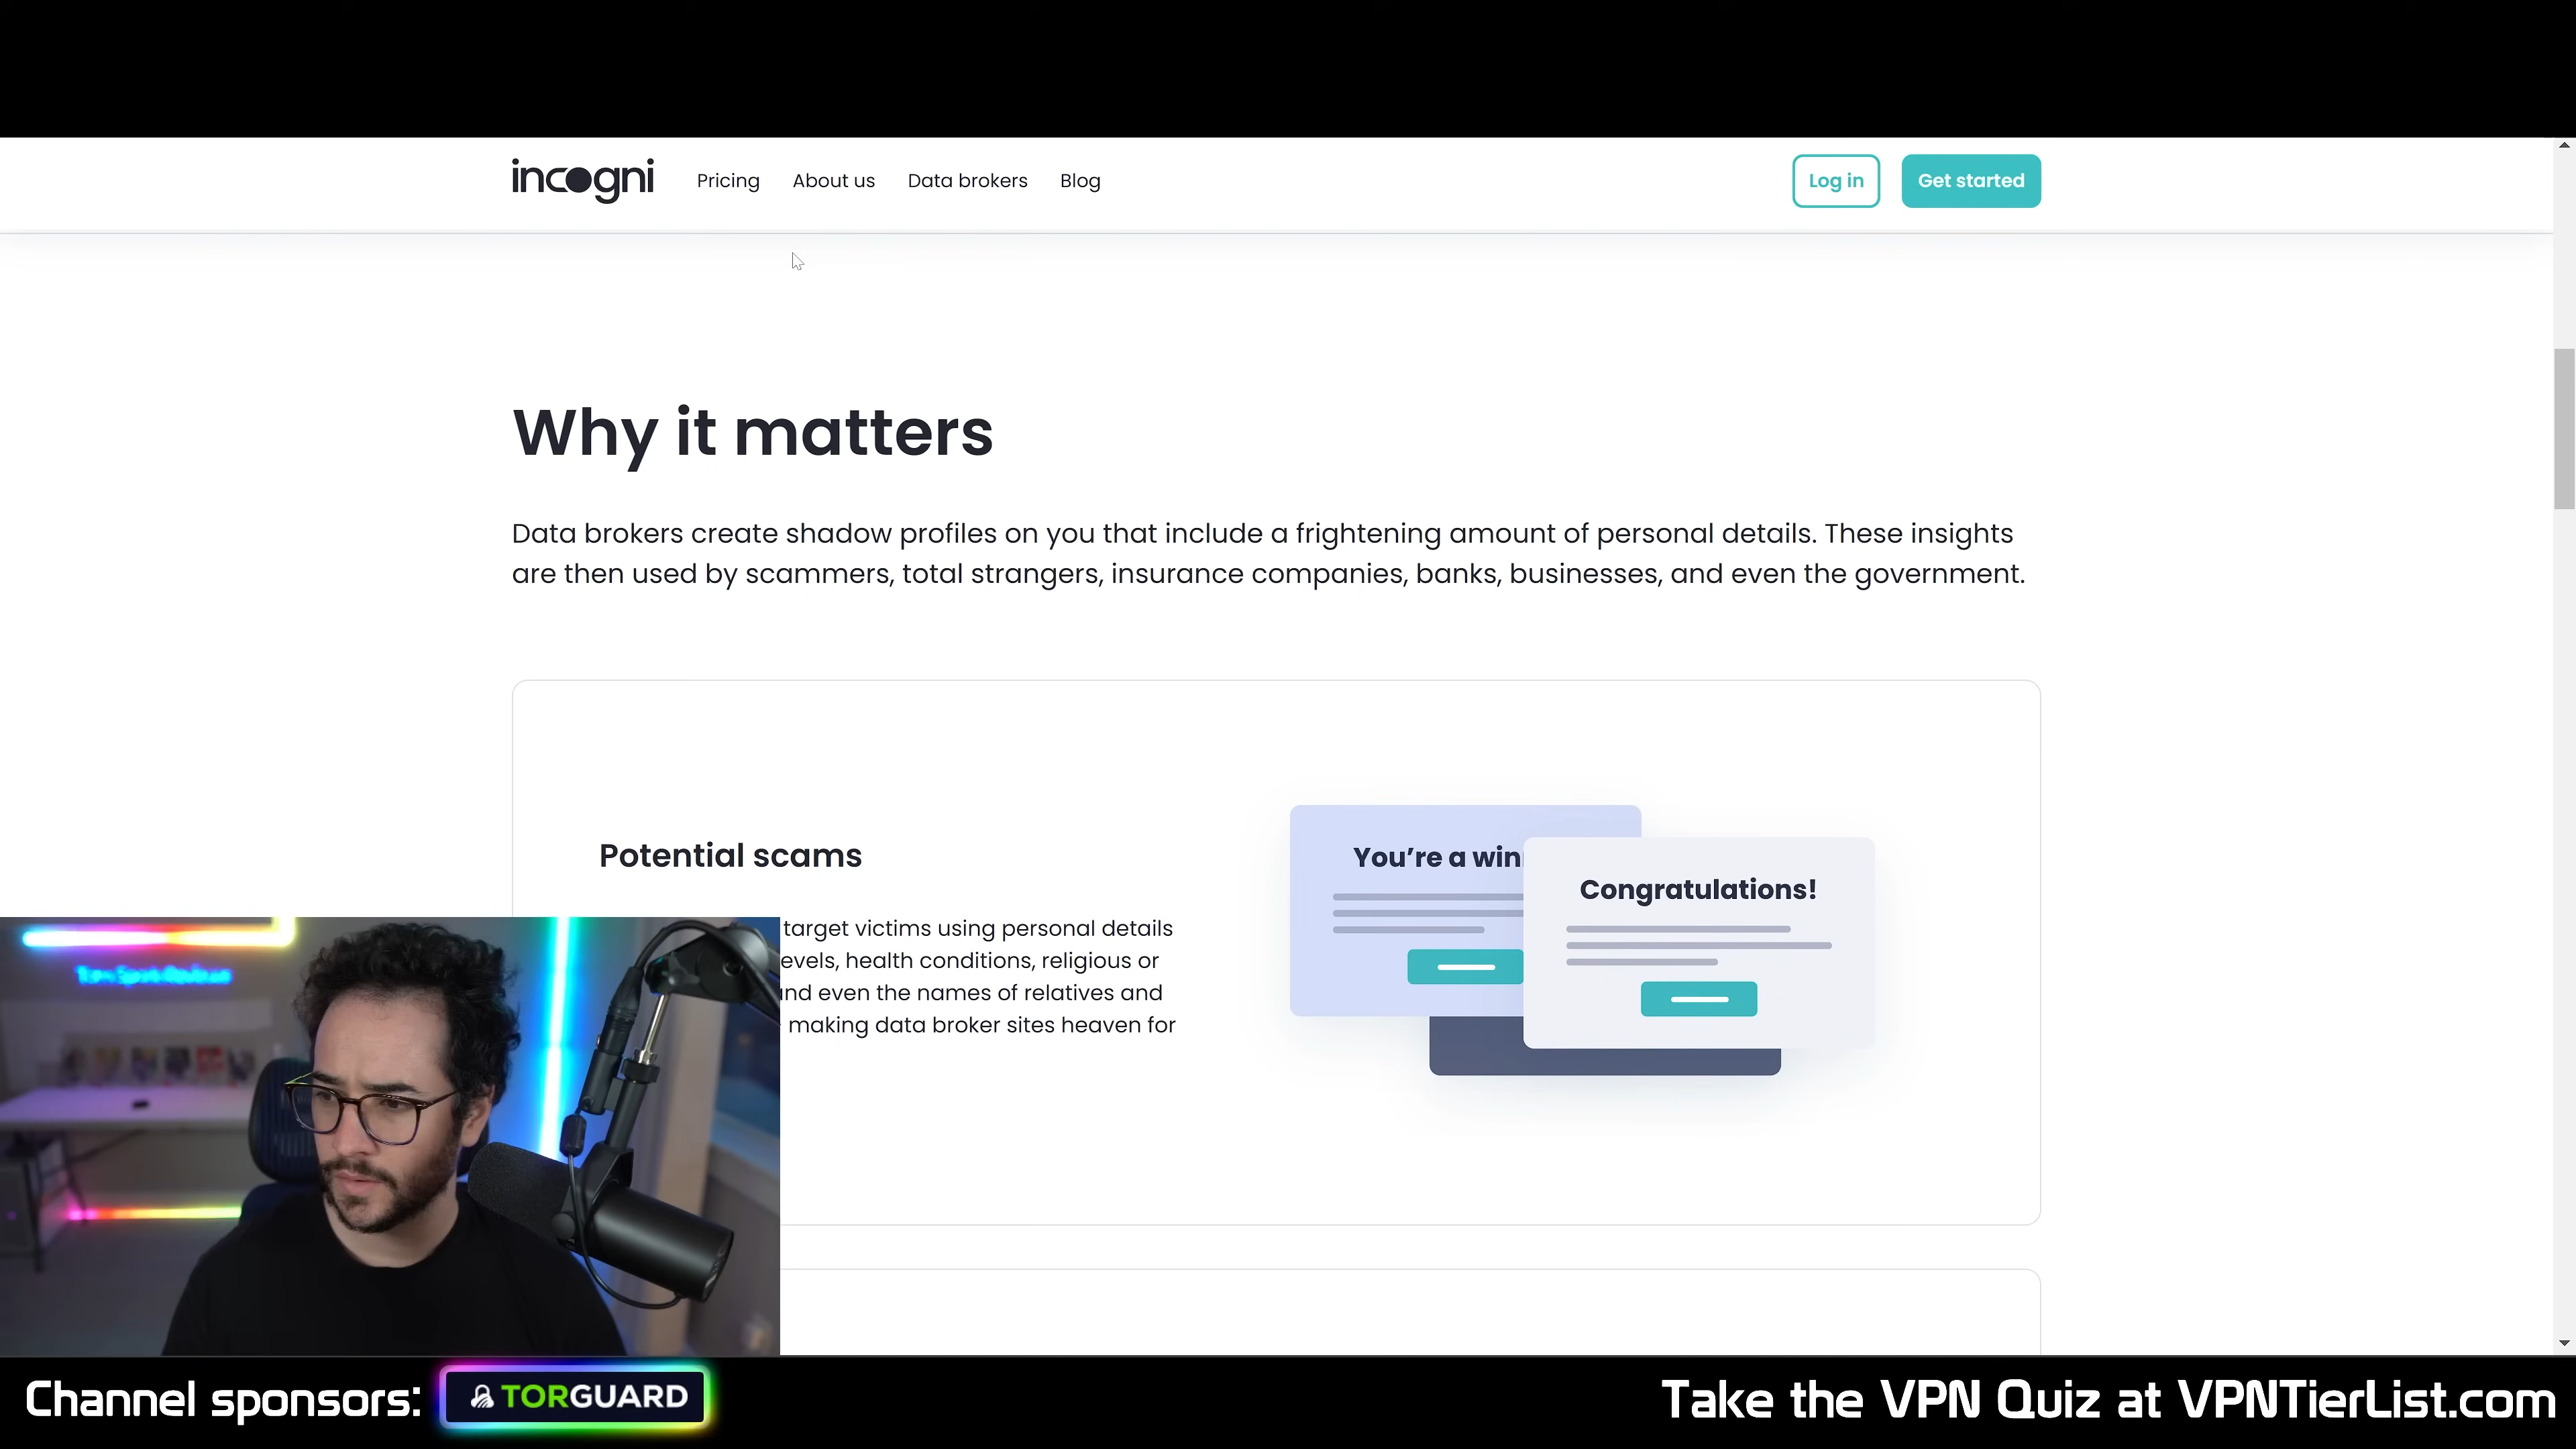 incogni
Pricing
About us
Data brokers
Blog
Log in
Get started
Why it matters
Data brokers create shadow profiles on you that include a frightening amount of personal details. These insights
are then used by scammers, total strangers, insurance companies, banks, businesses, and even the government.
Potential scams
target victims using personal details
evels, health conditions, religious or
nd even the names of relatives and
making data broker sites heaven for
You're a win
Congratulations!
Tom Spark Reviews
Channel sponsors:
TORGUARD
Take the VPN Quiz at VPNTierList.com